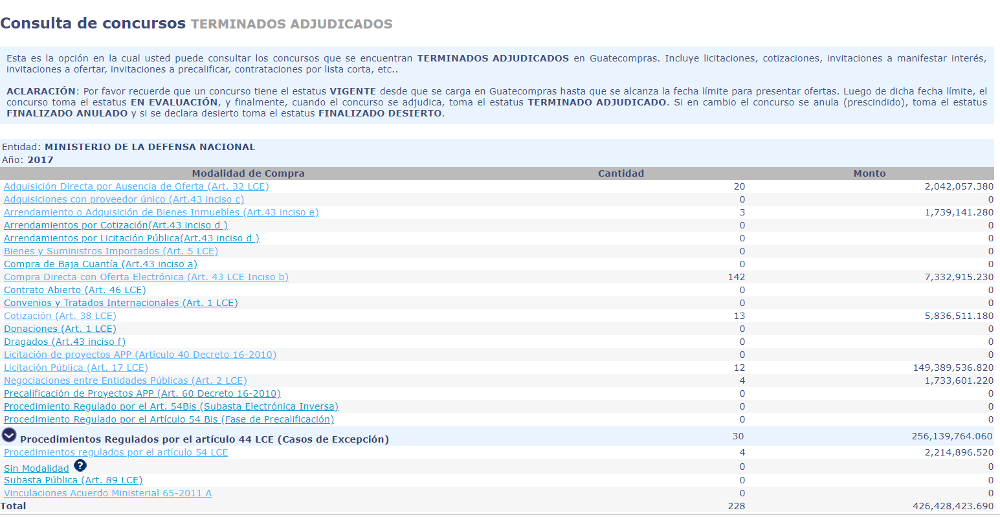 Consulta de concursos TERMINADOS ADJUDICADOS
Esta es la opción en la cual usted puede consultar los concursos que se encuentran TERMINADOS ADJUDICADOS en Guatecompras. Incluye licitaciones, cotizaciones, invitaciones a manifestar interés,
invitaciones a ofertar, invitaciones a precalificar, contrataciones por lista corta, etc..
ACLARACIÓN: Por favor recuerde que un concurso tiene el estatus VIGENTE desde que se carga en Guatecompras hasta que se alcanza la fecha límite para presentar ofertas. Luego de dicha fecha límite, el
concurso toma el estatus EN EVALUACIÓN, y finalmente, cuando el concurso se adjudica, toma el estatus TERMINADO ADJUDICADO. Si en cambio el concurso se anula (prescindido), toma el estatus
FINALIZADO ANULADO y si se declara desierto toma el estatus FINALIZADO DESIERTO.
Entidad: MINISTERIO DE LA DEFENSA NACIONAL
Año: 2017
Modalidad de Compra Cantidad Monto
Adquisición Directa por Ausencia de Oferta (Art. 32 LCE) 20 2,042,057.380
Adquisiciones con proveedor único (Art.43 inciso c) 0 0
Arrendamiento o Adquisición de Bienes Inmuebles (Art.43 inciso e) 3 1,739,141.280
Arrendamientos por Cotización(Art.43 inciso d ) 0 0
Arrendamientos por Licitación Pública(Art.43 inciso d ) 0 0
Bienes y Suministros Importados (Art. 5 LCE) 0 0
Compra de Baja Cuantía (Art.43 inciso a) 0 0
Compra Directa con Oferta Electrónica (Art. 43 LCE Inciso b) 142 7,332,915.230
Contrato Abierto (Art. 46 LCE) 0 0
Convenios y Tratados Internacionales (Art. 1 LCE) 0 0
Cotización (Art. 38 LCE) 13 5,836,511.180
Donaciones (Art. 1 LCE) 0 0
Dragados (Art.43 inciso f) 0 0
Licitación de proyectos APP (Artículo 40 Decreto 16-2010) 0 0
Licitación Pública (Art. 17 LCE) 12 149,389,536.820
Negociaciones entre Entidades Públicas (Art. 2 LCE) 4 1,733,601.220
Precalificación de Proyectos APP (Art. 60 Decreto 16-2010) 0 0
Procedimiento Regulado por el Art. 54Bis (Subasta Electrónica Inversa) 0 0
Procedimiento Regulado por el Artículo 54 Bis (Fase de Precalificación) 0 0
Procedimientos Regulados por el artículo 44 LCE (Casos de Excepción) 30 256,139,764.060
Procedimientos regulados por el artículo 54 LCE 4 2,214,896.520
Sin Modalidad ? 0 0
Subasta Pública (Art. 89 LCE) 0 0
Vinculaciones Acuerdo Ministerial 65-2011 A 0 0
Total 228 426,428,423.690